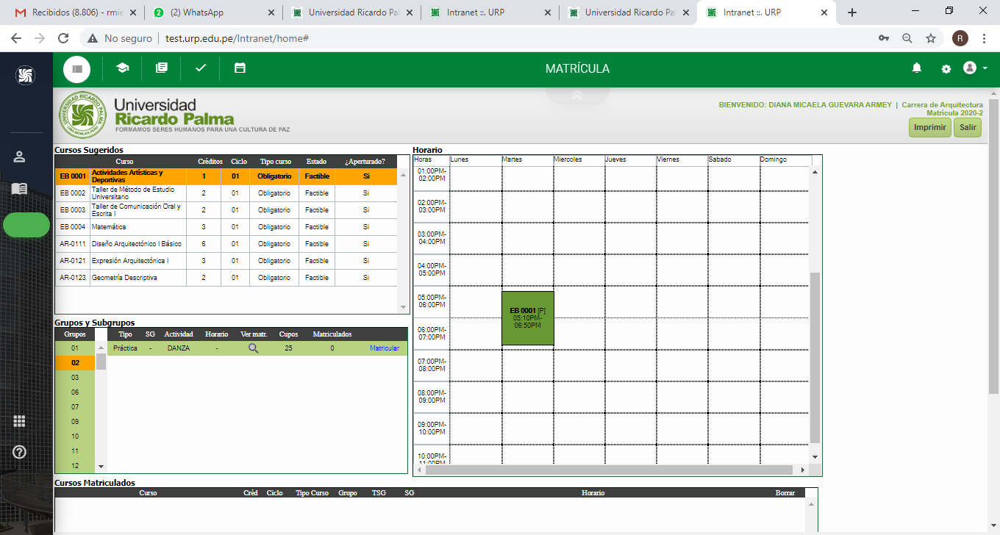 Recibidos (8.806) - rmie
(2) WhatsApp
Universidad Ricardo Pal
Intranet ::. URP
Universidad Ricardo Pal
Intranet ::. URP
No seguro
test.urp.edu.pe/Intranet/home#
R
MATRÍCULA
UNIVERSIDAD RICARDO PALMA
Universidad
Ricardo Palma
FORMAMOS SERES HUMANOS PARA UNA CULTURA DE PAZ
BIENVENIDO: DIANA MICAELA GUEVARA ARMEY | Carrera de Arquitectura
Matricula 2020-2
Imprimir Salir
Cursos Sugeridos
Curso Créditos Ciclo Tipo curso Estado ¿Aperturado?
EB 0001 Actividades Artísticas y Deportivas 1 01 Obligatorio Factible Si
EB 0002 Taller de Método de Estudio Universitario 2 01 Obligatorio Factible Si
EB 0003 Taller de Comunicación Oral y Escrita I 2 01 Obligatorio Factible Si
EB 0004 Matemática 3 01 Obligatorio Factible Si
AR-0111 Diseño Arquitectónico I Básico 6 01 Obligatorio Factible Si
AR-0121 Expresión Arquitectónica I 3 01 Obligatorio Factible Si
AR-0123 Geometría Descriptiva 2 01 Obligatorio Factible Si
Grupos y Subgrupos
Grupos
01
02
03
06
07
09
10
11
12
Tipo SG Actividad Horario Ver matr. Cupos Matriculados
Práctica - DANZA - 25 0 Matricular
Horario
Horas Lunes Martes Miercoles Jueves Viernes Sabado Domingo
01:00PM-
02:00PM
02:00PM-
03:00PM
03:00PM-
04:00PM
04:00PM-
05:00PM
05:00PM-
06:00PM
06:00PM-
07:00PM
07:00PM-
08:00PM
08:00PM-
09:00PM
09:00PM-
10:00PM
10:00PM-
11:00PM
EB 0001 [P]
05:10PM-
06:50PM
Cursos Matriculados
Curso Créd Ciclo Tipo Curso Grupo TSG SG Horario Borrar